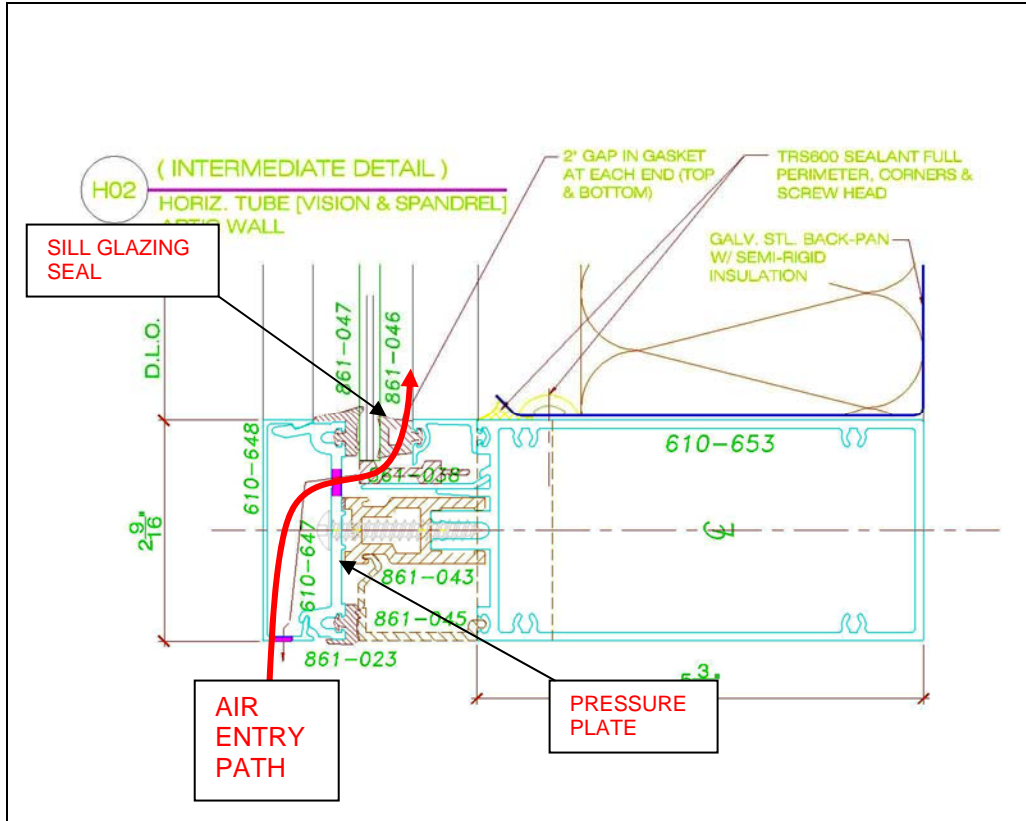 ( INTERMEDIATE DETAIL )
H02
HORIZ. TUBE [VISION & SPANDREL]
WALL
SILL GLAZING
SEAL
2" GAP IN GASKET
AT EACH END (TOP
& BOTTOM)
TRS600 SEALANT FULL
PERIMETER, CORNERS &
SCREW HEAD
GALV. STL. BACK-PAN
W/ SEMI-RIGID
INSULATION
D.L.O.
861-047
861-046
610-648
861-038
610-653
2 9/16"
610-647
861-043
861-045
861-023
AIR
ENTRY
PATH
PRESSURE
PLATE